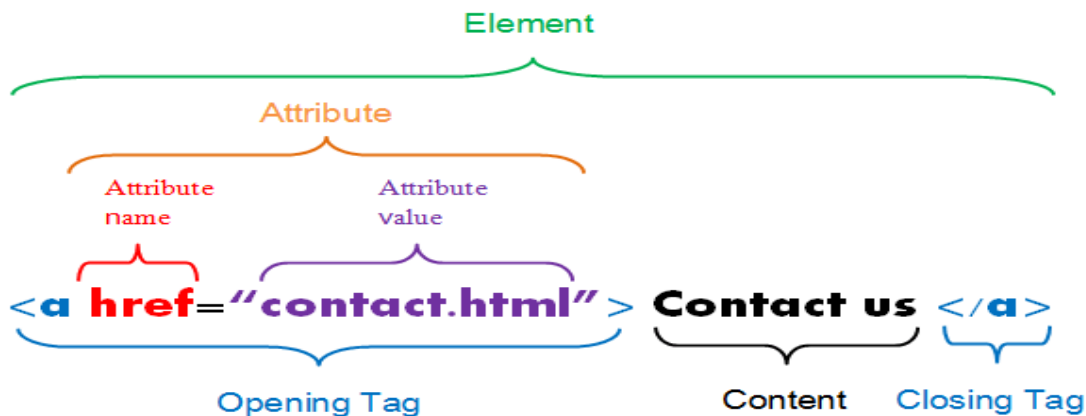 Element
Attribute
Attribute Attribute
name value
<a href=“contact.html”> Contact us </a>
Opening Tag Content Closing Tag